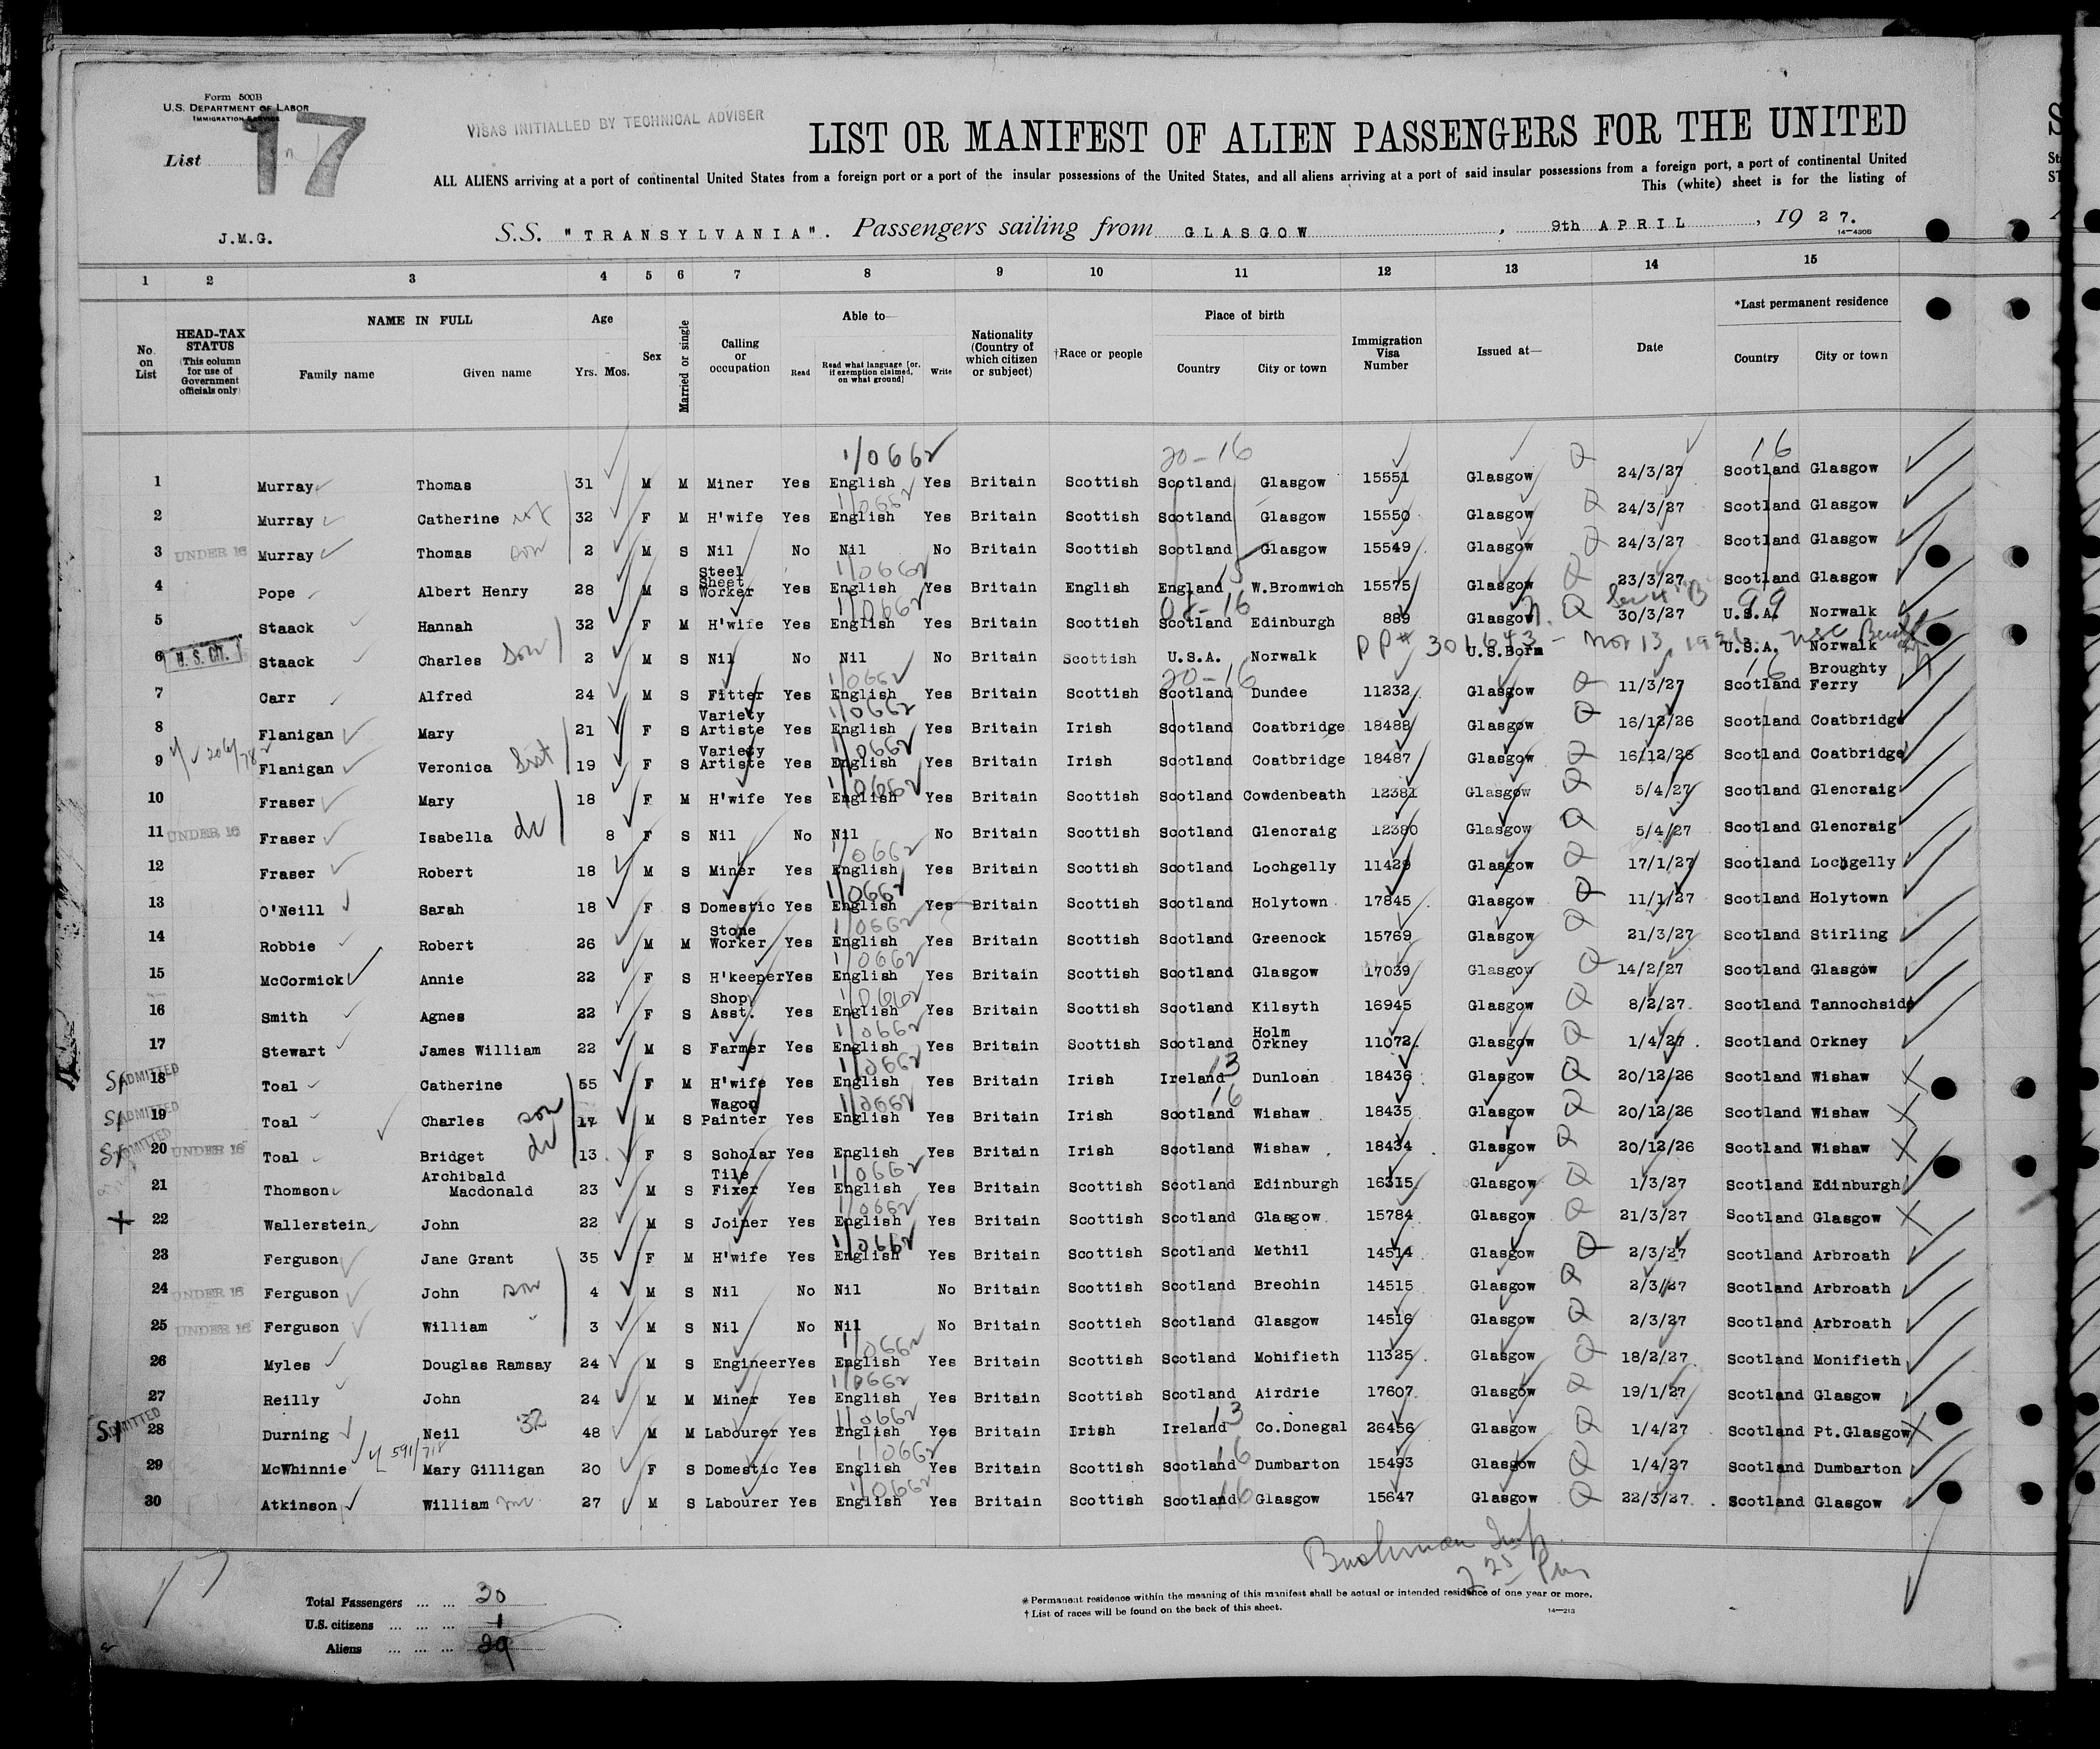 Form 500B
U.S. DEPARTMENT OF LABOR
IMMIGRATION SERVICE
List 17
VISAS INITIALLED BY TECHNICAL ADVISER
LIST OR MANIFEST OF ALIEN PASSENGERS FOR THE UNITED
ALL ALIENS arriving at a port of continental United States from a foreign port or a port of the insular possessions of the United States, and all aliens arriving at a port of said insular possessions from a foreign port, a port of continental United
This (white) sheet is for the listing of
J.M.G.
S.S. "TRANSYLVANIA". Passengers sailing from GLASGOW, 9th APRIL, 1927.
14-430B
1 2 3 4 5 6 7 8 9 10 11 12 13 14 15
No. on List
HEAD-TAX STATUS (This column for use of Government officials only)
NAME IN FULL Family name Given name
Age Yrs. Mos.
Sex
Married or single
Calling or occupation
Able to— Read Read what language [or, if exemption claimed, on what ground] Write
Nationality (Country of which citizen or subject)
†Race or people
Place of birth Country City or town
Immigration Visa Number
Issued at—
Date
*Last permanent residence Country City or town
1/0662 20-16 16
1 Murray Thomas 31 M M Miner Yes English Yes Britain Scottish Scotland Glasgow 15551 Glasgow Q 24/3/27 Scotland Glasgow
2 Murray Catherine 32 F M H'wife Yes English Yes Britain Scottish Scotland Glasgow 15550 Glasgow Q 24/3/27 Scotland Glasgow
3 UNDER 16 Murray Thomas son 2 M S Nil No Nil No Britain Scottish Scotland Glasgow 15549 Glasgow Q 24/3/27 Scotland Glasgow
4 Pope Albert Henry 28 M S Steel Sheet Worker Yes English Yes Britain English England W.Bromwich 15575 Glasgow Q 23/3/27 Scotland Glasgow
5 Staack Hannah 32 F M H'wife Yes English Yes Britain Scottish Scotland Edinburgh 889 Glasgow Q 30/3/27 U.S.A. Norwalk
6 U.S. CIT. Staack Charles Son 2 M S Nil No Nil No Britain Scottish U.S.A. Norwalk PP# 301643 - Nov 13, U.S.Born U.S.A. Norwalk
7 Carr Alfred 24 M S Fitter Yes English Yes Britain Scottish Scotland Dundee 11232 Glasgow Q 11/3/27 Scotland Broughty Ferry
8 Flanigan Mary 21 F S Variety Artiste Yes English Yes Britain Irish Scotland Coatbridge 18488 Glasgow Q 16/12/26 Scotland Coatbridge
9 Flanigan Veronica Sist 19 F S Variety Artiste Yes English Yes Britain Irish Scotland Coatbridge 18487 Glasgow Q 16/12/26 Scotland Coatbridge
10 Fraser Mary 18 F M H'wife Yes English Yes Britain Scottish Scotland Cowdenbeath 12381 Glasgow Q 5/4/27 Scotland Glencraig
11 UNDER 16 Fraser Isabella 8 F S Nil No Nil No Britain Scottish Scotland Glencraig 12380 Glasgow Q 5/4/27 Scotland Glencraig
12 Fraser Robert 18 M S Miner Yes English Yes Britain Scottish Scotland Lochgelly 11429 Glasgow Q 17/1/27 Scotland Lochgelly
13 O'Neill Sarah 18 F S Domestic Yes English Yes Britain Scottish Scotland Holytown 17845 Glasgow Q 11/1/27 Scotland Holytown
14 Robbie Robert 26 M M Stone Worker Yes English Yes Britain Scottish Scotland Greenock 15769 Glasgow Q 21/3/27 Scotland Stirling
15 McCormick Annie 22 F S H'keeper Yes English Yes Britain Scottish Scotland Glasgow 17039 Glasgow Q 14/2/27 Scotland Glasgow
16 Smith Agnes 22 F S Shop Asst. Yes English Yes Britain Scottish Scotland Kilsyth 16945 Glasgow Q 8/2/27. Scotland Tannochside
17 Stewart James William 22 M S Farmer Yes English Yes Britain Scottish Scotland Holm Orkney 11072 Glasgow Q 1/4/27. Scotland Orkney
18 ADMITTED Toal Catherine 55 F M H'wife Yes English Yes Britain Irish Ireland Dunloan 18436 Glasgow Q 20/12/26 Scotland Wishaw
19 ADMITTED Toal Charles son 17 M S Wagon Painter Yes English Yes Britain Irish Scotland Wishaw 18435 Glasgow Q 20/12/26 Scotland Wishaw
20 ADMITTED UNDER 16 Toal Bridget 13 F S Scholar Yes English Yes Britain Irish Scotland Wishaw 18434 Glasgow Q 20/12/26 Scotland Wishaw
21 Thomson Archibald Macdonald 23 M S Tile Fixer Yes English Yes Britain Scottish Scotland Edinburgh 16315 Glasgow Q 1/3/27 Scotland Edinburgh
22 Wallerstein John 22 M S Joiner Yes English Yes Britain Scottish Scotland Glasgow 15784 Glasgow Q 21/3/27 Scotland Glasgow
23 Ferguson Jane Grant 35 F M H'wife Yes English Yes Britain Scottish Scotland Methil 14514 Glasgow Q 2/3/27 Scotland Arbroath
24 UNDER 16 Ferguson John son 4 M S Nil No Nil No Britain Scottish Scotland Brechin 14515 Glasgow Q 2/3/27 Scotland Arbroath
25 UNDER 16 Ferguson William " 3 M S Nil No Nil No Britain Scottish Scotland Glasgow 14516 Glasgow Q 2/3/27 Scotland Arbroath
26 Myles Douglas Ramsay 24 M S Engineer Yes English Yes Britain Scottish Scotland Mohifieth 11325 Glasgow Q 18/2/27 Scotland Monifieth
27 Reilly John 24 M M Miner Yes English Yes Britain Scottish Scotland Airdrie 17607 Glasgow Q 19/1/27 Scotland Glasgow
28 ADMITTED Durning Neil 32 48 M M Labourer Yes English Yes Britain Irish Ireland Co.Donegal 26456 Glasgow Q 1/4/27 Scotland Pt.Glasgow
29 McWhinnie Mary Gilligan 20 F S Domestic Yes English Yes Britain Scottish Scotland Dumbarton 15493 Glasgow Q 1/4/27 Scotland Dumbarton
30 Atkinson William 27 M S Labourer Yes English Yes Britain Scottish Scotland Glasgow 15647 Glasgow Q 22/3/27. Scotland Glasgow
Bushman Insp.
2 25 Pm
17
Total Passengers ... ... 30
U.S. citizens ... ... ... 1
Aliens ... ... ... 29
* Permanent residence within the meaning of this manifest shall be actual or intended residence of one year or more.
† List of races will be found on the back of this sheet.
14-213